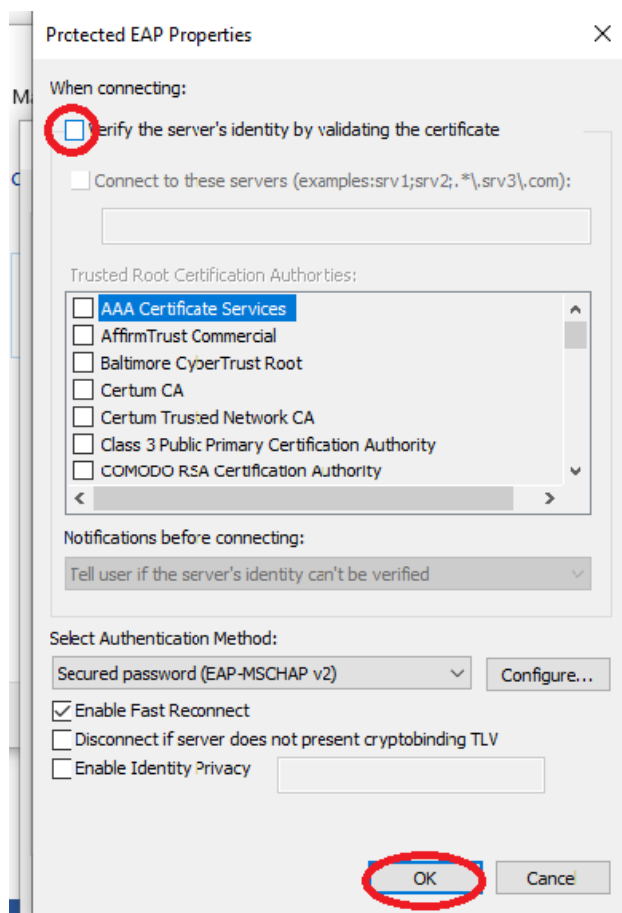 Protected EAP Properties
When connecting:
Verify the server's identity by validating the certificate
Connect to these servers (examples:srv1;srv2;.*\.srv3\.com):
Trusted Root Certification Authorties:
AAA Certificate Services
AffirmTrust Commercial
Baltimore CyberTrust Root
Certum CA
Certum Trusted Network CA
Class 3 Public Primary Certification Authority
COMODO RSA Certification Authority
Notifications before connecting:
Tell user if the server's identity can't be verified
Select Authentication Method:
Secured password (EAP-MSCHAP v2)
Configure...
Enable Fast Reconnect
Disconnect if server does not present cryptobinding TLV
Enable Identity Privacy
OK
Cancel